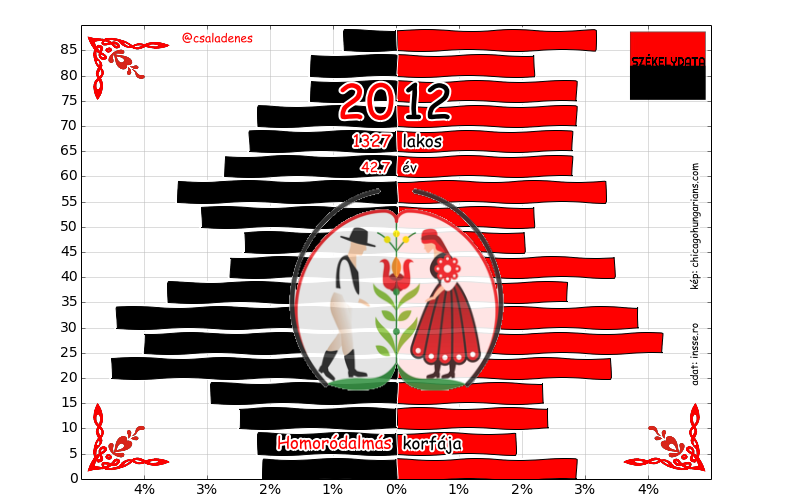 @csaladenes
SZÉKELYDATA
2012
1327 lakos
42.7 év
kép: chicagohungarians.com
adat: insse.ro
Homoródalmás korfája
85
80
75
70
65
60
55
50
45
40
35
30
25
20
15
10
5
0
4% 3% 2% 1% 0% 1% 2% 3% 4%